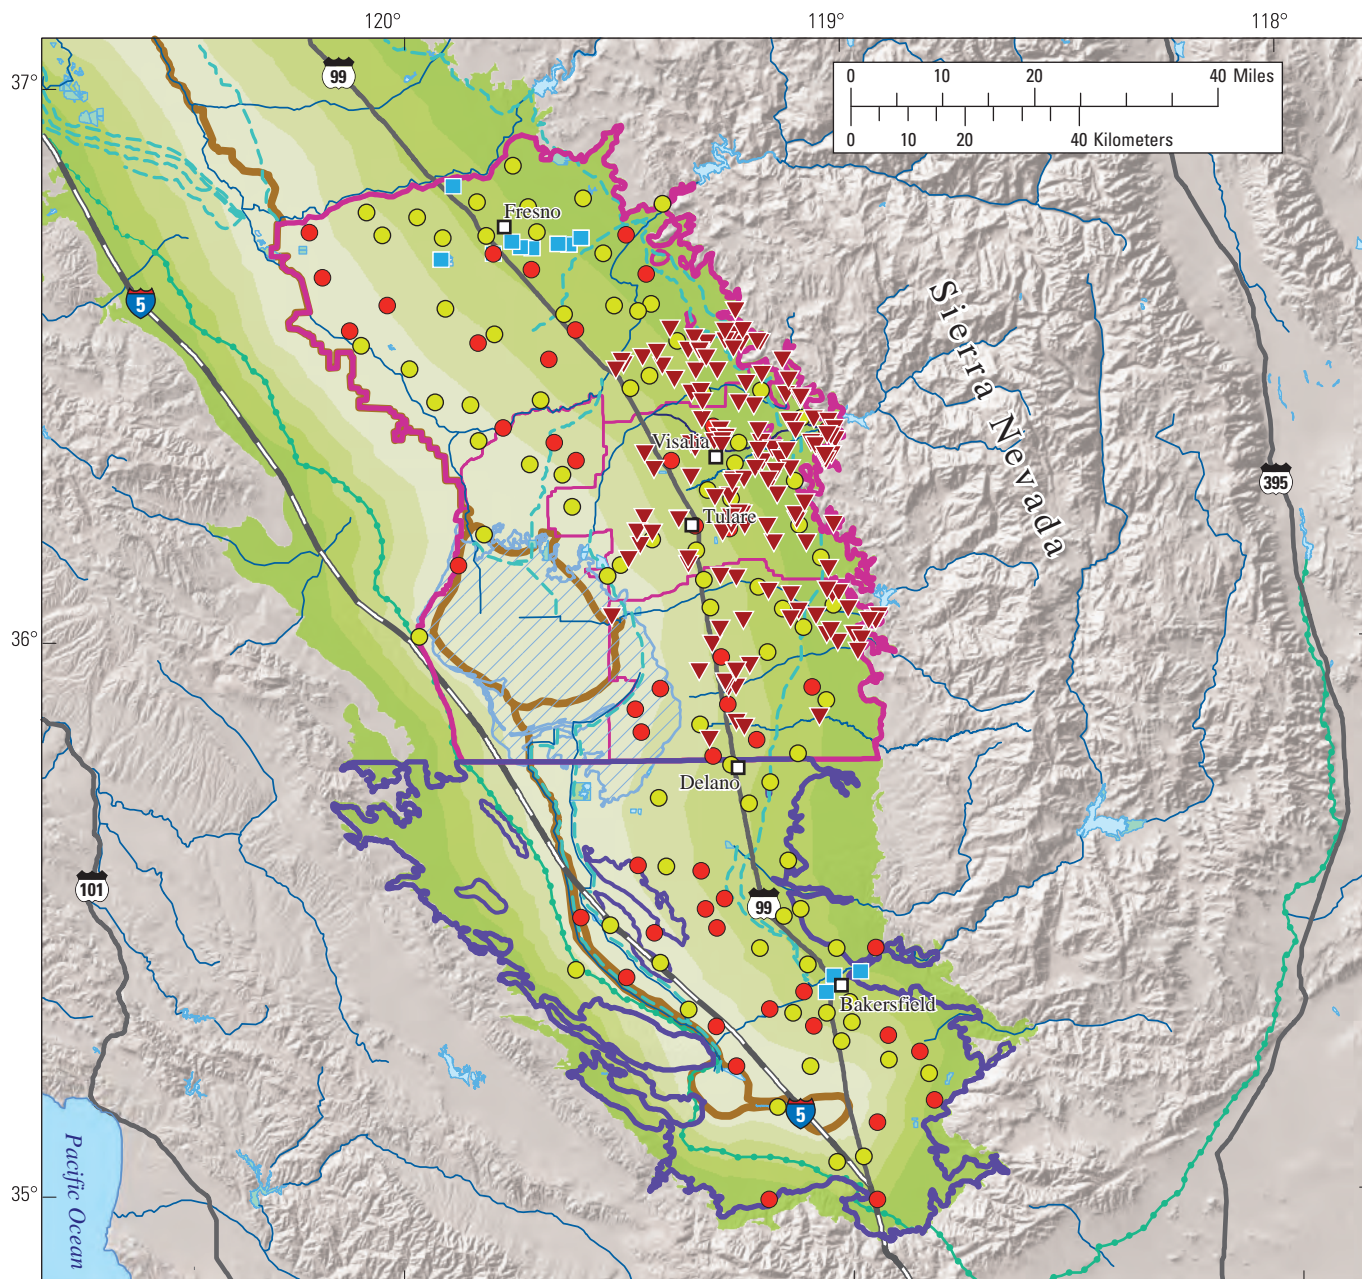 120°
119°
118°
37°
99
0 10 20 40 Miles
0 10 20 40 Kilometers
Fresno
5
Sierra Nevada
Visalia
395
Tulare
36°
Delano
101
99
Bakersfield
5
35°
Pacific Ocean